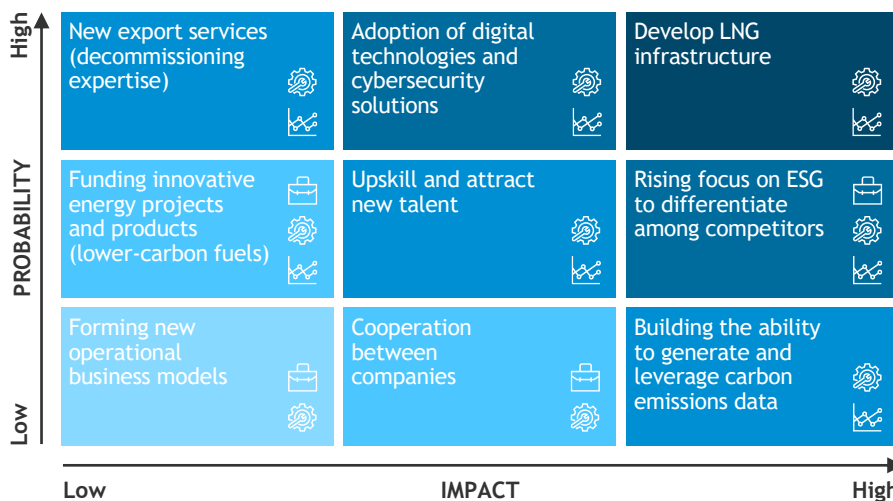 High
PROBABILITY
Low
New export services
(decommissioning
expertise)
Adoption of digital
technologies and
cybersecurity
solutions
Develop LNG
infrastructure
Funding innovative
energy projects
and products
(lower-carbon fuels)
Upskill and attract
new talent
Rising focus on ESG
to differentiate
among competitors
Forming new
operational
business models
Cooperation
between
companies
Building the ability
to generate and
leverage carbon
emissions data
Low
IMPACT
High